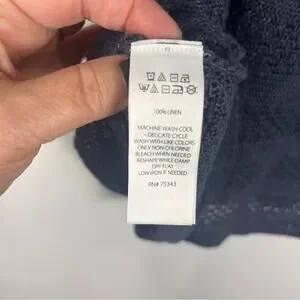 100% LINEN
MACHINE WASH COOL
- DELICATE CYCLE
WASH WITH LIKE COLORS
ONLY NON-CHLORINE
BLEACH WHEN NEEDED
RESHAPE WHILE DAMP
DRY FLAT
LOW IRON IF NEEDED
RN# 75343